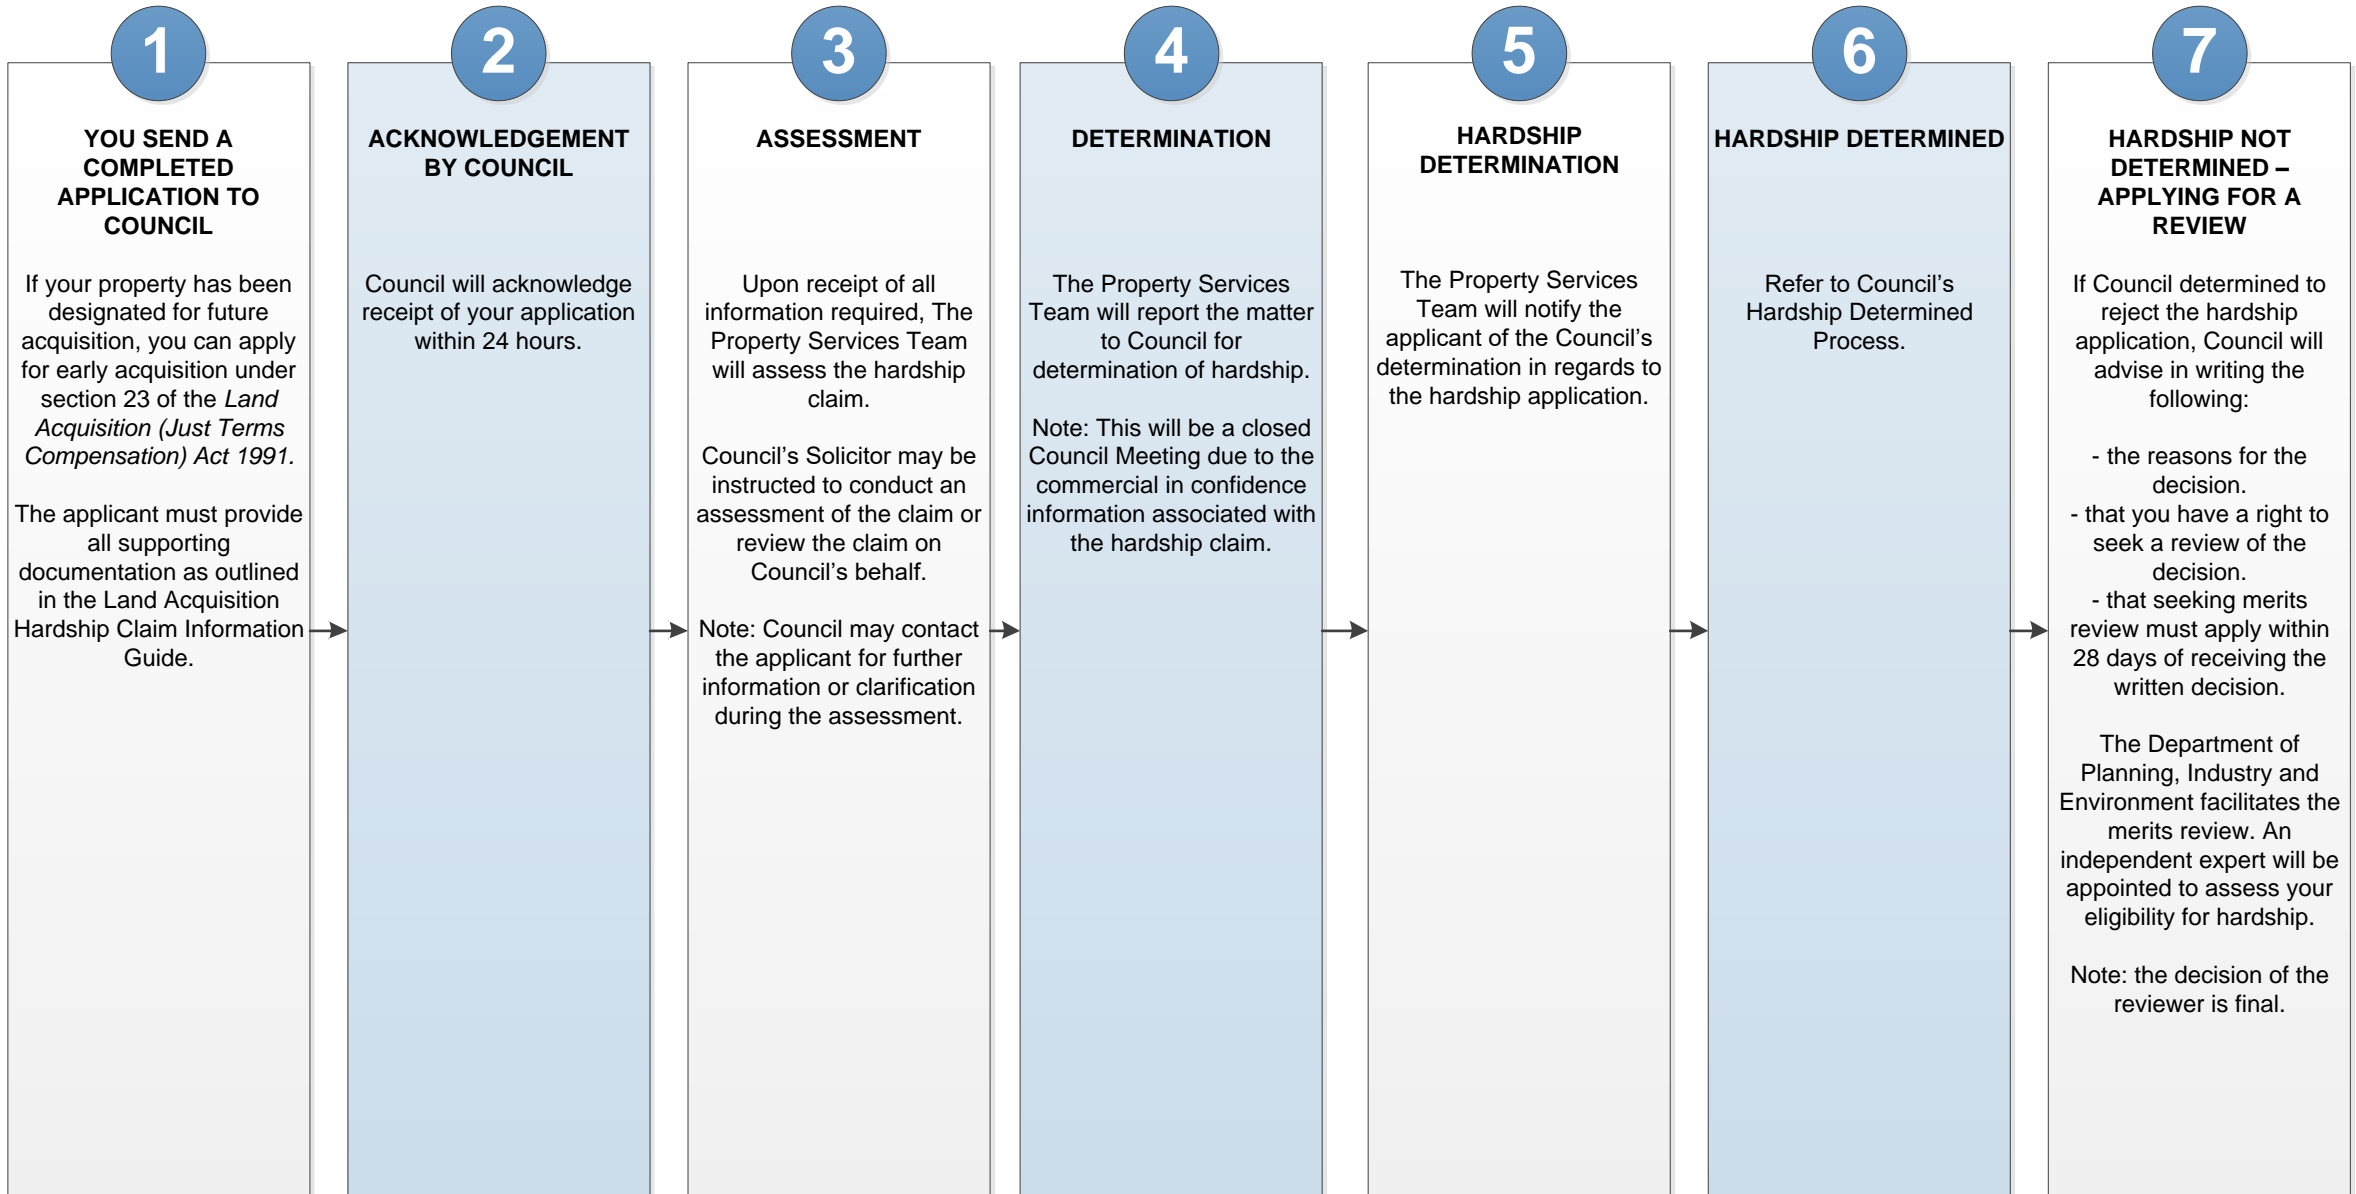 1
YOU SEND A
COMPLETED
APPLICATION TO
COUNCIL
If your property has been
designated for future
acquisition, you can apply
for early acquisition under
section 23 of the Land
Acquisition (Just Terms
Compensation) Act 1991.
The applicant must provide
all supporting
documentation as outlined
in the Land Acquisition
Hardship Claim Information
Guide.
2
ACKNOWLEDGEMENT
BY COUNCIL
Council will acknowledge
receipt of your application
within 24 hours.
3
ASSESSMENT
Upon receipt of all
information required, The
Property Services Team
will assess the hardship
claim.
Council’s Solicitor may be
instructed to conduct an
assessment of the claim or
review the claim on
Council’s behalf.
Note: Council may contact
the applicant for further
information or clarification
during the assessment.
4
DETERMINATION
The Property Services
Team will report the matter
to Council for
determination of hardship.
Note: This will be a closed
Council Meeting due to the
commercial in confidence
information associated with
the hardship claim.
5
HARDSHIP
DETERMINATION
The Property Services
Team will notify the
applicant of the Council’s
determination in regards to
the hardship application.
6
HARDSHIP DETERMINED
Refer to Council’s
Hardship Determined
Process.
7
HARDSHIP NOT
DETERMINED –
APPLYING FOR A
REVIEW
If Council determined to
reject the hardship
application, Council will
advise in writing the
following:
- the reasons for the
decision.
- that you have a right to
seek a review of the
decision.
- that seeking merits
review must apply within
28 days of receiving the
written decision.
The Department of
Planning, Industry and
Environment facilitates the
merits review. An
independent expert will be
appointed to assess your
eligibility for hardship.
Note: the decision of the
reviewer is final.